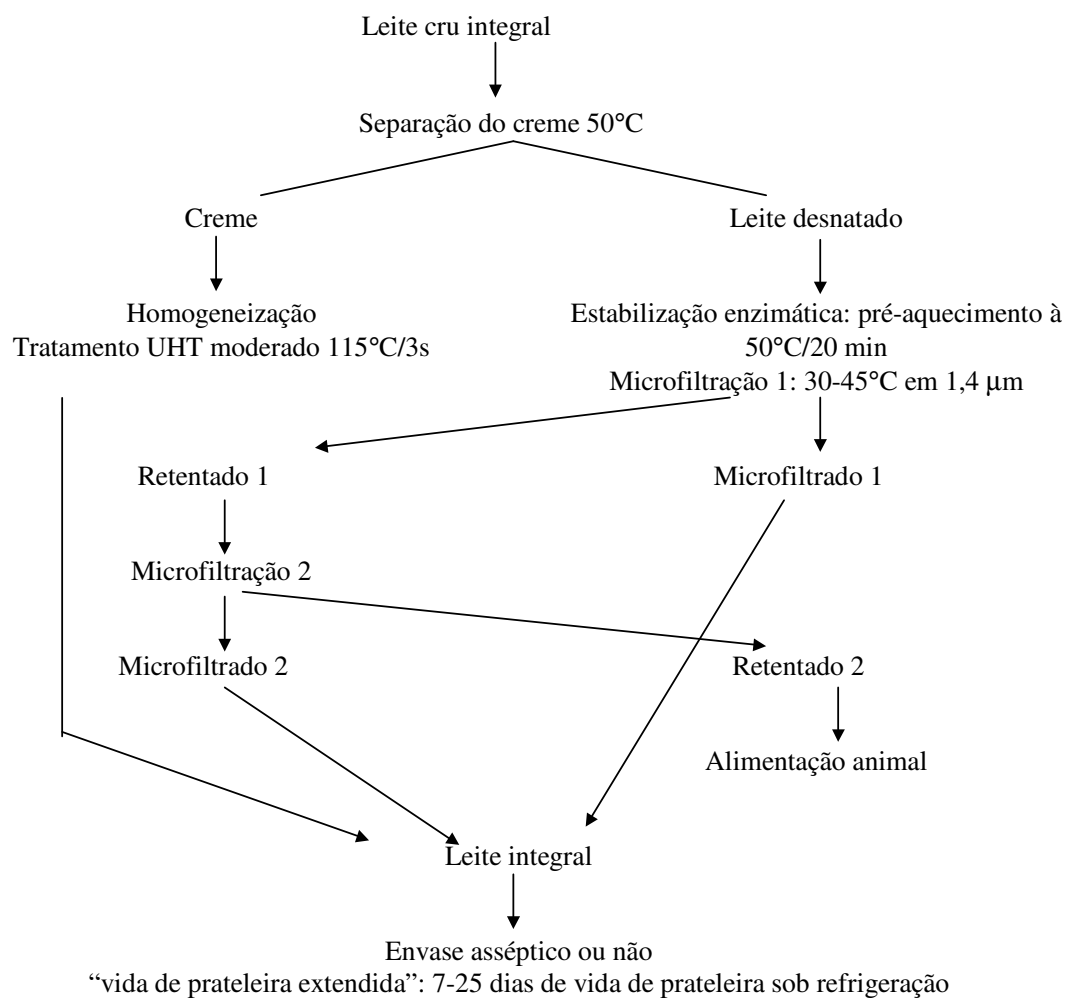 Leite cru integral
Separação do creme 50°C
Creme
Leite desnatado
Homogeneização
Tratamento UHT moderado 115°C/3s
Estabilização enzimática: pré-aquecimento à
50°C/20 min
Microfiltração 1: 30-45°C em 1,4 μm
Retentado 1
Microfiltrado 1
Microfiltração 2
Microfiltrado 2
Retentado 2
Alimentação animal
Leite integral
Envase asséptico ou não
“vida de prateleira extendida”: 7-25 dias de vida de prateleira sob refrigeração